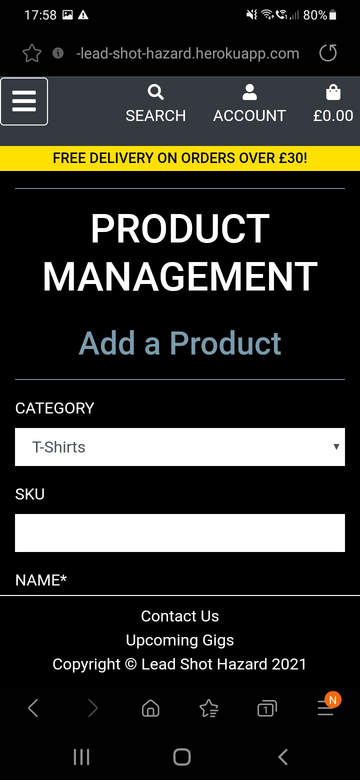 17:58 80%
-lead-shot-hazard.herokuapp.com
SEARCH ACCOUNT £0.00
FREE DELIVERY ON ORDERS OVER £30!
PRODUCT
MANAGEMENT
Add a Product
CATEGORY
T-Shirts
SKU
NAME*
Contact Us
Upcoming Gigs
Copyright © Lead Shot Hazard 2021
1 N